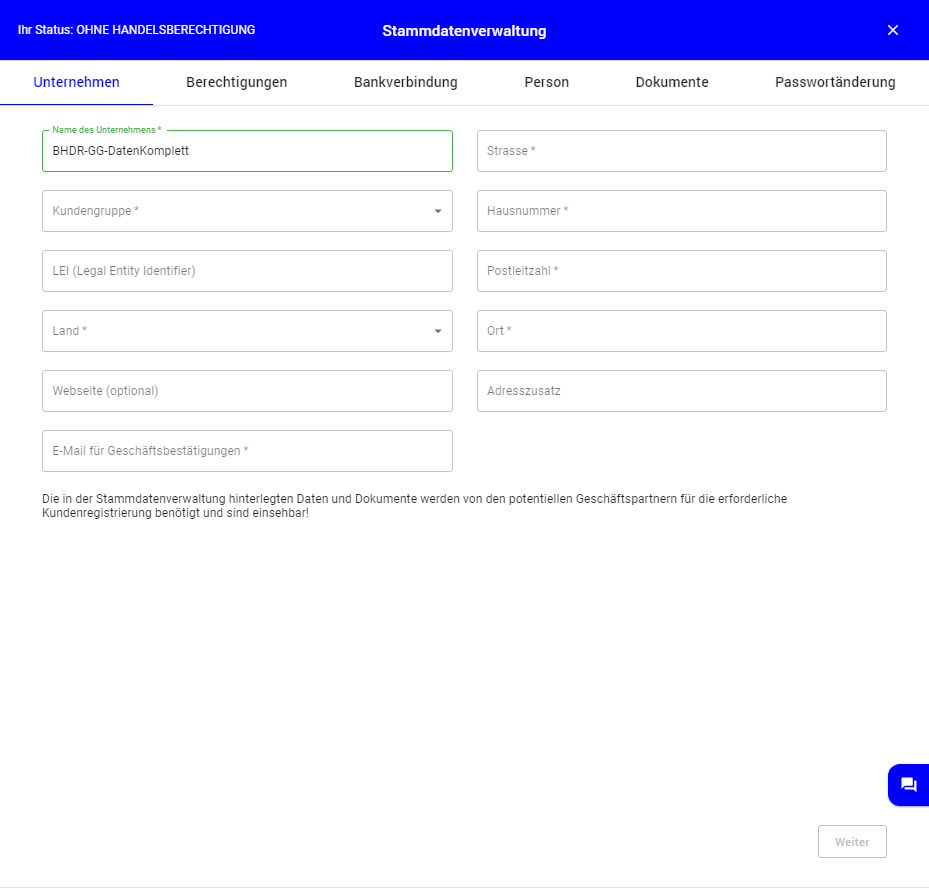 Ihr Status: OHNE HANDELSBERECHTIGUNG
Stammdatenverwaltung
Unternehmen
Berechtigungen
Bankverbindung
Person
Dokumente
Passwortänderung
Name des Unternehmens *
BHDR-GG-DatenKomplett
Strasse *
Kundengruppe *
Hausnummer *
LEI (Legal Entity Identifier)
Postleitzahl *
Land *
Ort *
Webseite (optional)
Adresszusatz
E-Mail für Geschäftsbestätigungen *
Die in der Stammdatenverwaltung hinterlegten Daten und Dokumente werden von den potentiellen Geschäftspartnern für die erforderliche
Kundenregistrierung benötigt und sind einsehbar!
Weiter